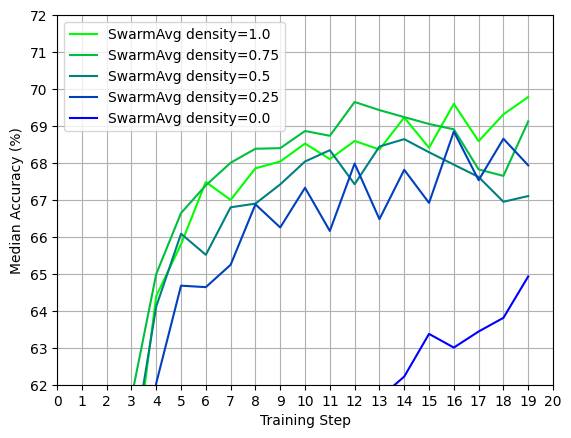 72
71
70
69
68
67
66
65
64
63
62
Median Accuracy (%)
SwarmAvg density=1.0
SwarmAvg density=0.75
SwarmAvg density=0.5
SwarmAvg density=0.25
SwarmAvg density=0.0
0 1 2 3 4 5 6 7 8 9 10 11 12 13 14 15 16 17 18 19 20
Training Step